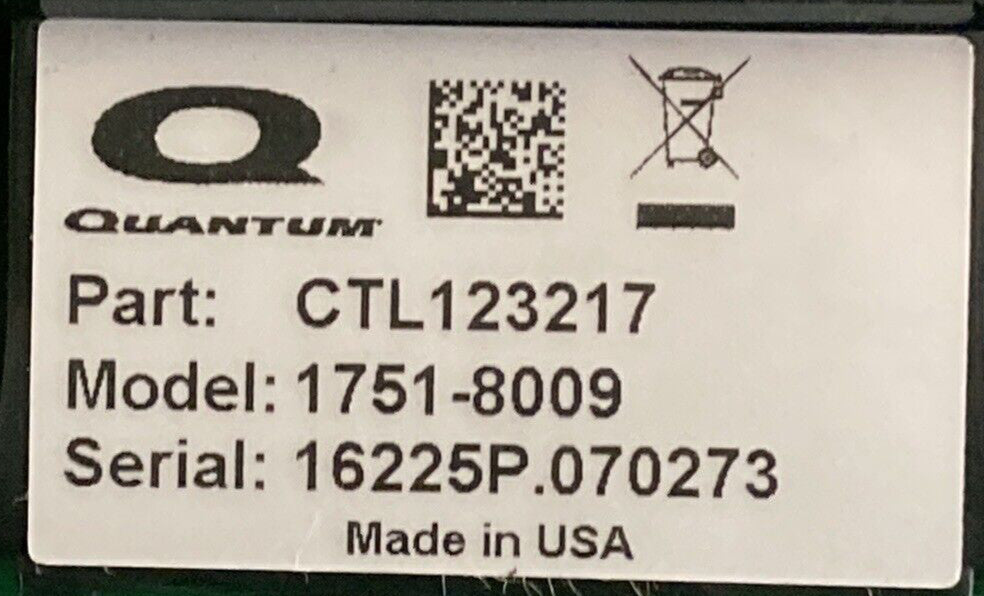 QUANTUM
Part: CTL123217
Model: 1751-8009
Serial: 16225P.070273
Made in USA